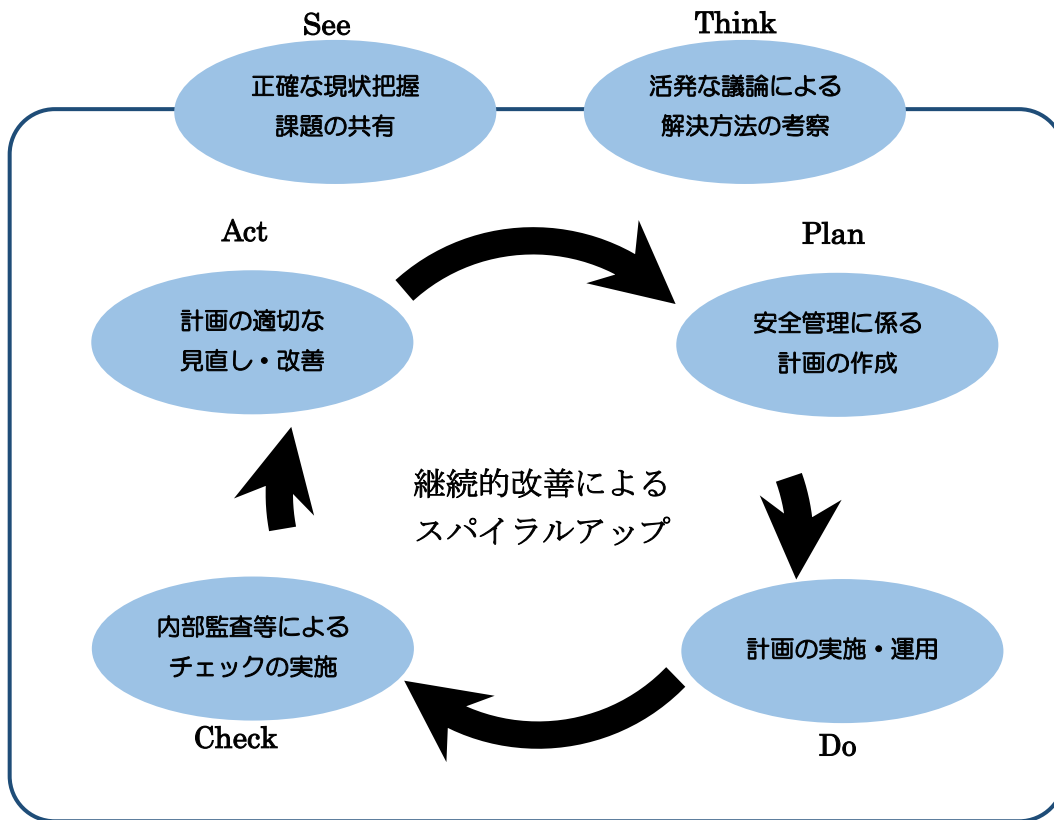 See
正確な現状把握
課題の共有
Think
活発な議論による
解決方法の考察
Act
計画の適切な
見直し・改善
Plan
安全管理に係る
計画の作成
継続的改善による
スパイラルアップ
内部監査等による
チェックの実施
Check
計画の実施・運用
Do